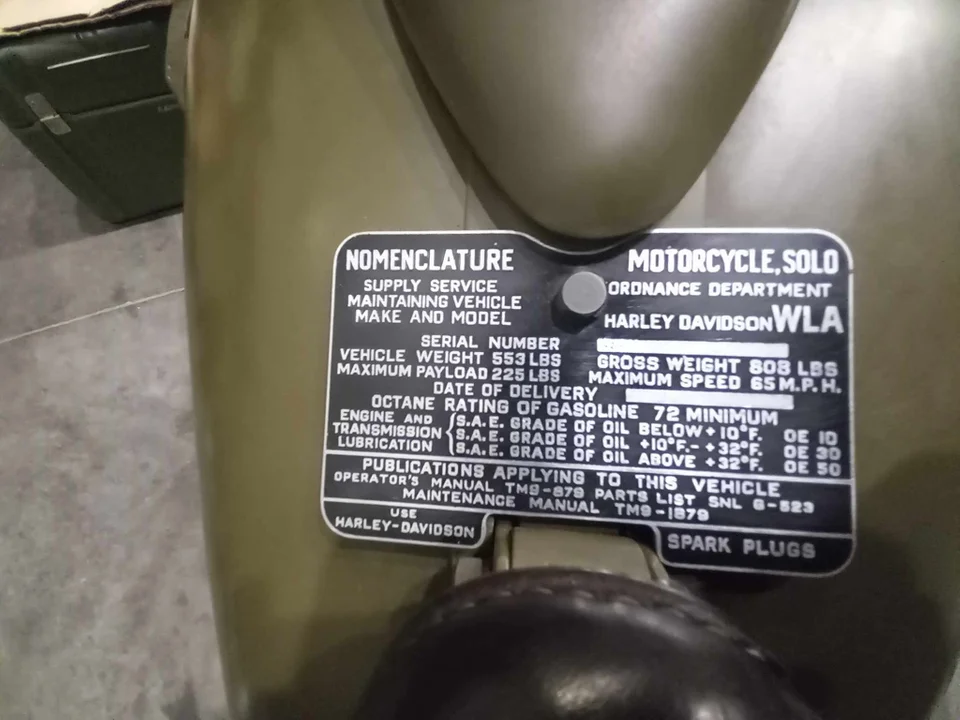 NOMENCLATURE MOTORCYCLE, SOLO
SUPPLY SERVICE ORDNANCE DEPARTMENT
MAINTAINING VEHICLE
MAKE AND MODEL HARLEY DAVIDSON WLA
SERIAL NUMBER
VEHICLE WEIGHT 553 LBS GROSS WEIGHT 808 LBS
MAXIMUM PAYLOAD 225 LBS MAXIMUM SPEED 65 M.P.H.
DATE OF DELIVERY
OCTANE RATING OF GASOLINE 72 MINIMUM
ENGINE AND S.A.E. GRADE OF OIL BELOW +10°F. OE 10
TRANSMISSION S.A.E. GRADE OF OIL +10°F.- +32°F. OE 30
LUBRICATION S.A.E. GRADE OF OIL ABOVE +32°F. OE 50
PUBLICATIONS APPLYING TO THIS VEHICLE
OPERATOR'S MANUAL TM9-879 PARTS LIST SNL G-523
MAINTENANCE MANUAL TM9-1879
USE
HARLEY-DAVIDSON SPARK PLUGS